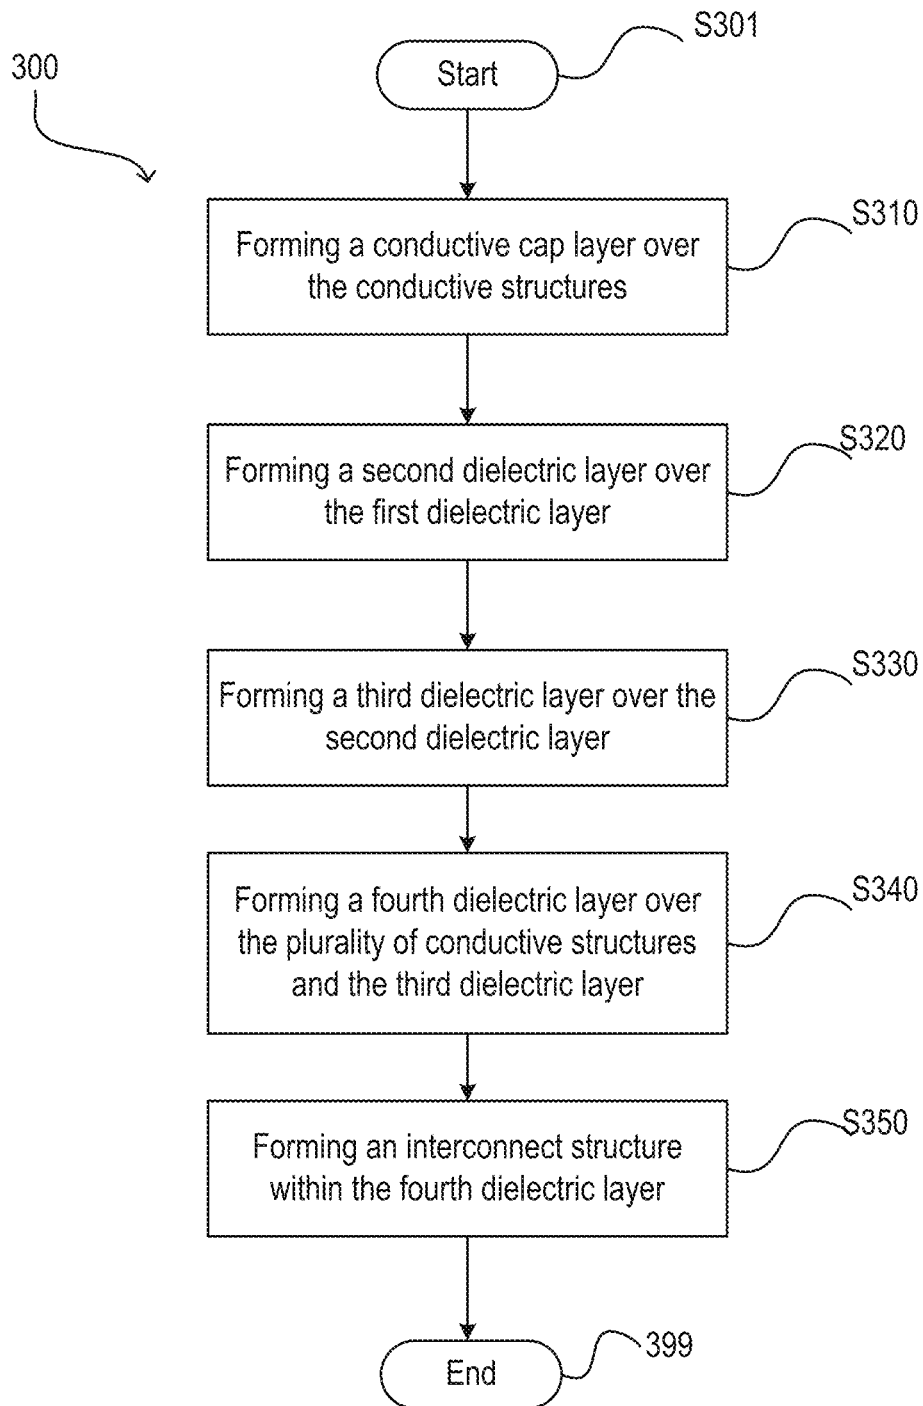 S301
Start
300
S310
Forming a conductive cap layer over
the conductive structures
S320
Forming a second dielectric layer over
the first dielectric layer
S330
Forming a third dielectric layer over the
second dielectric layer
S340
Forming a fourth dielectric layer over
the plurality of conductive structures
and the third dielectric layer
S350
Forming an interconnect structure
within the fourth dielectric layer
399
End